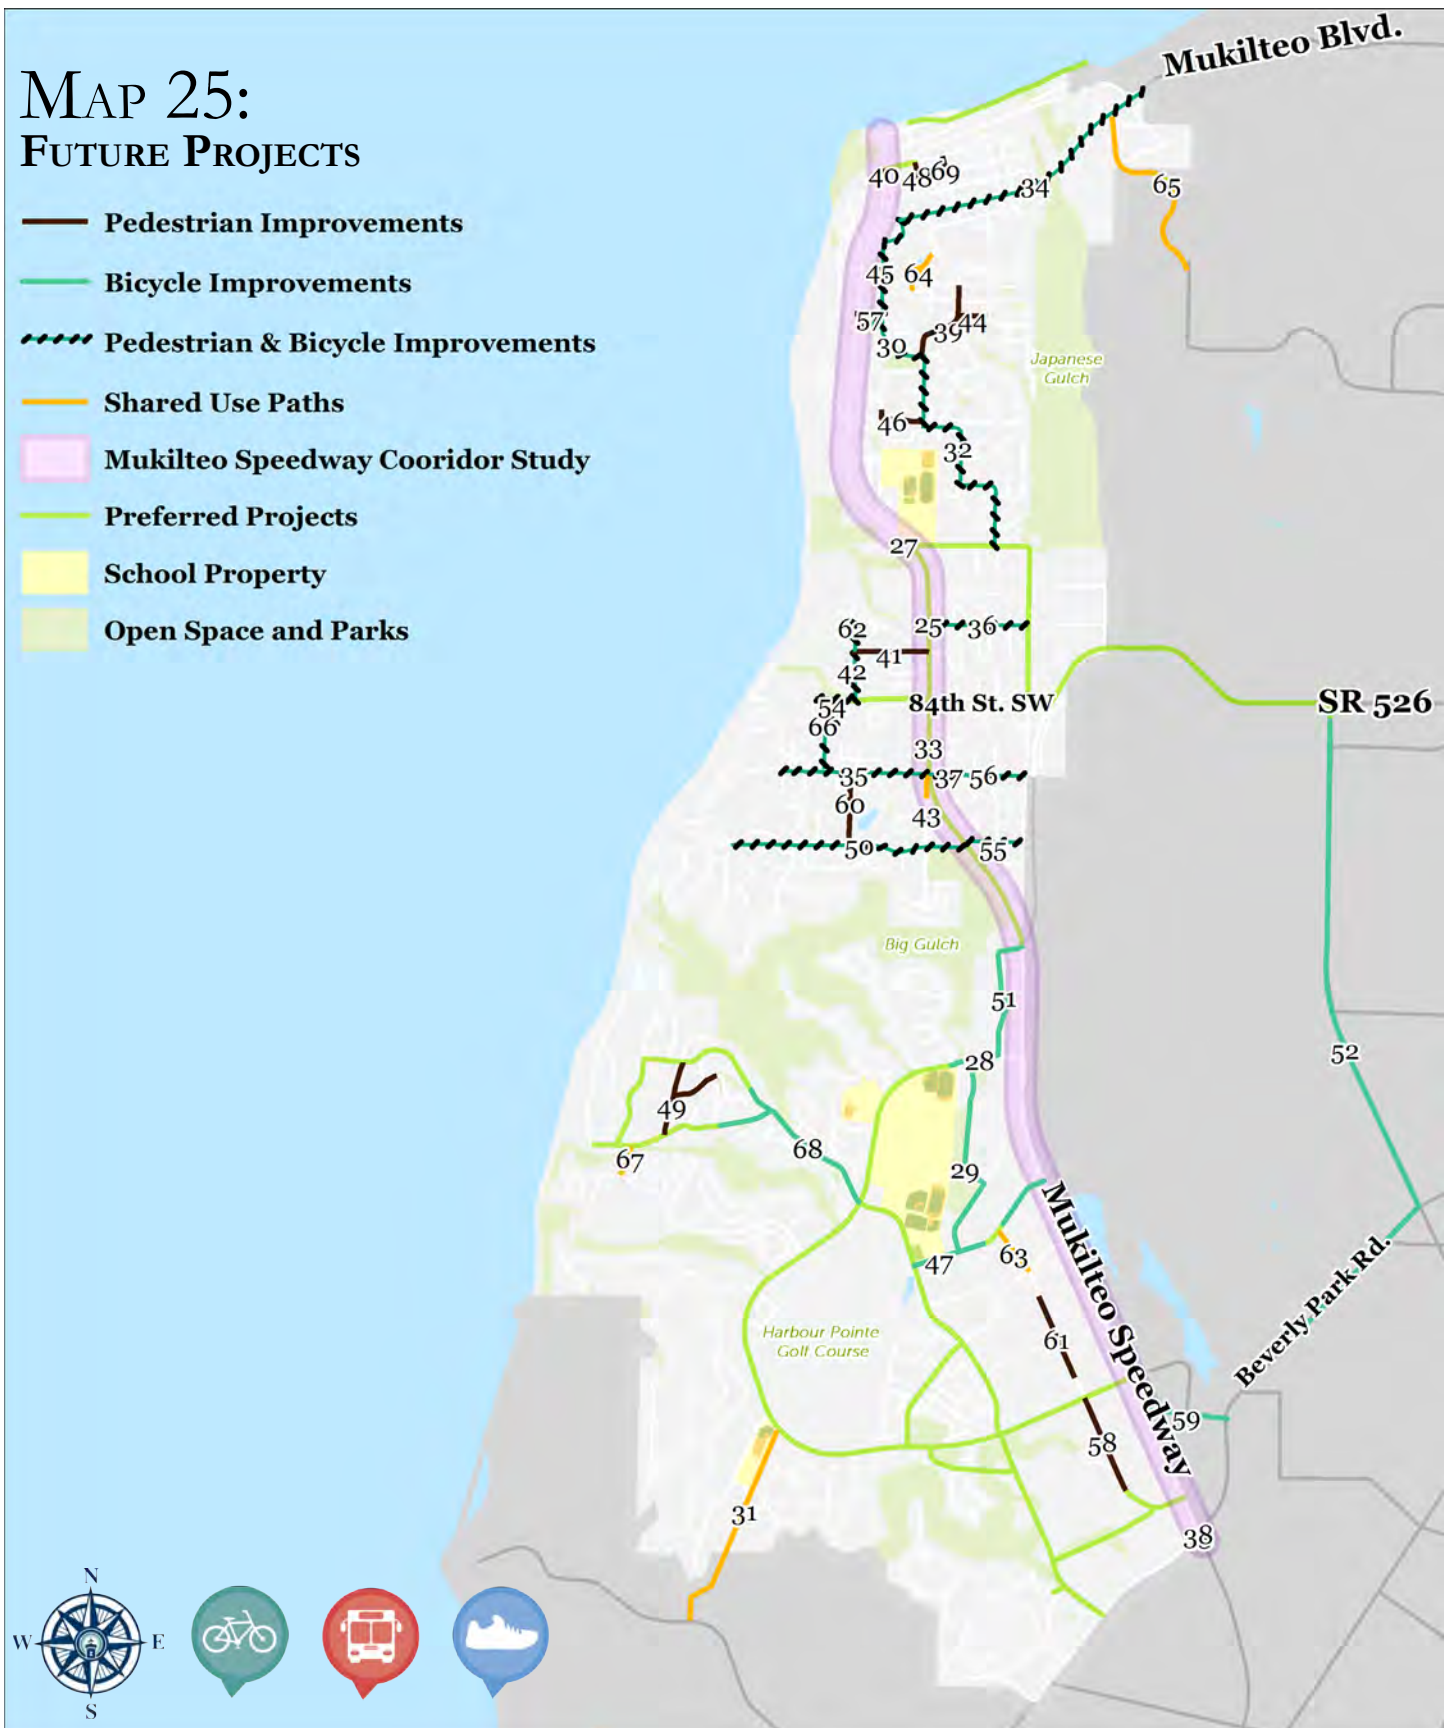 MAP 25:
FUTURE PROJECTS
Pedestrian Improvements
Bicycle Improvements
Pedestrian & Bicycle Improvements
Shared Use Paths
Mukilteo Speedway Cooridor Study
Preferred Projects
School Property
Open Space and Parks
Mukilteo Blvd.
40
48
69
34
65
45
64
57
39
44
30
Japanese
Gulch
46
32
27
62
25
36
41
42
54
84th St. SW
SR 526
66
33
35
37
56
60
43
50
55
Big Gulch
51
28
52
49
68
67
29
47
63
Mukilteo Speedway
Beverly Park Rd.
Harbour Pointe
Golf Course
61
59
58
31
38
N
W
E
S